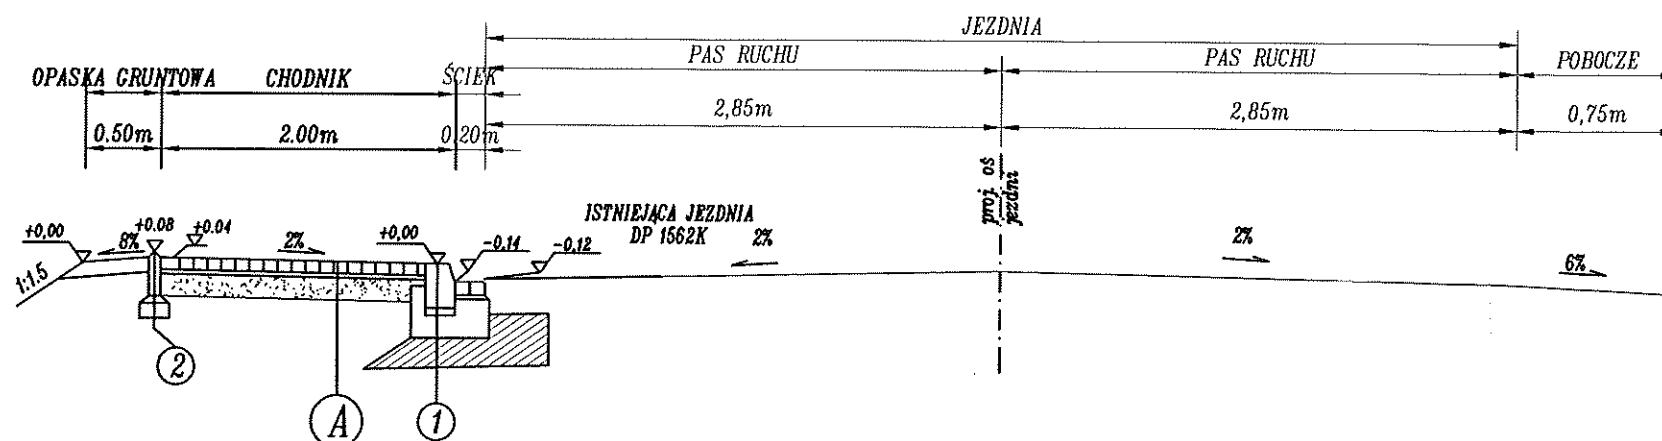 JEZDNIA
PAS RUCHU PAS RUCHU POBOCZE
OPASKA GRUNTOWA CHODNIK ŚCIEK
2,85m 2,85m 0,75m
0.50m 2.00m 0,20m
proj. oś
jezdni
ISTNIEJĄCA JEZDNIA
DP 1562K
+0,00 8% +0.08 +0.04 2% +0,00 -0,14 -0,12 2% 2% 6%
1:1.5
2
A
1